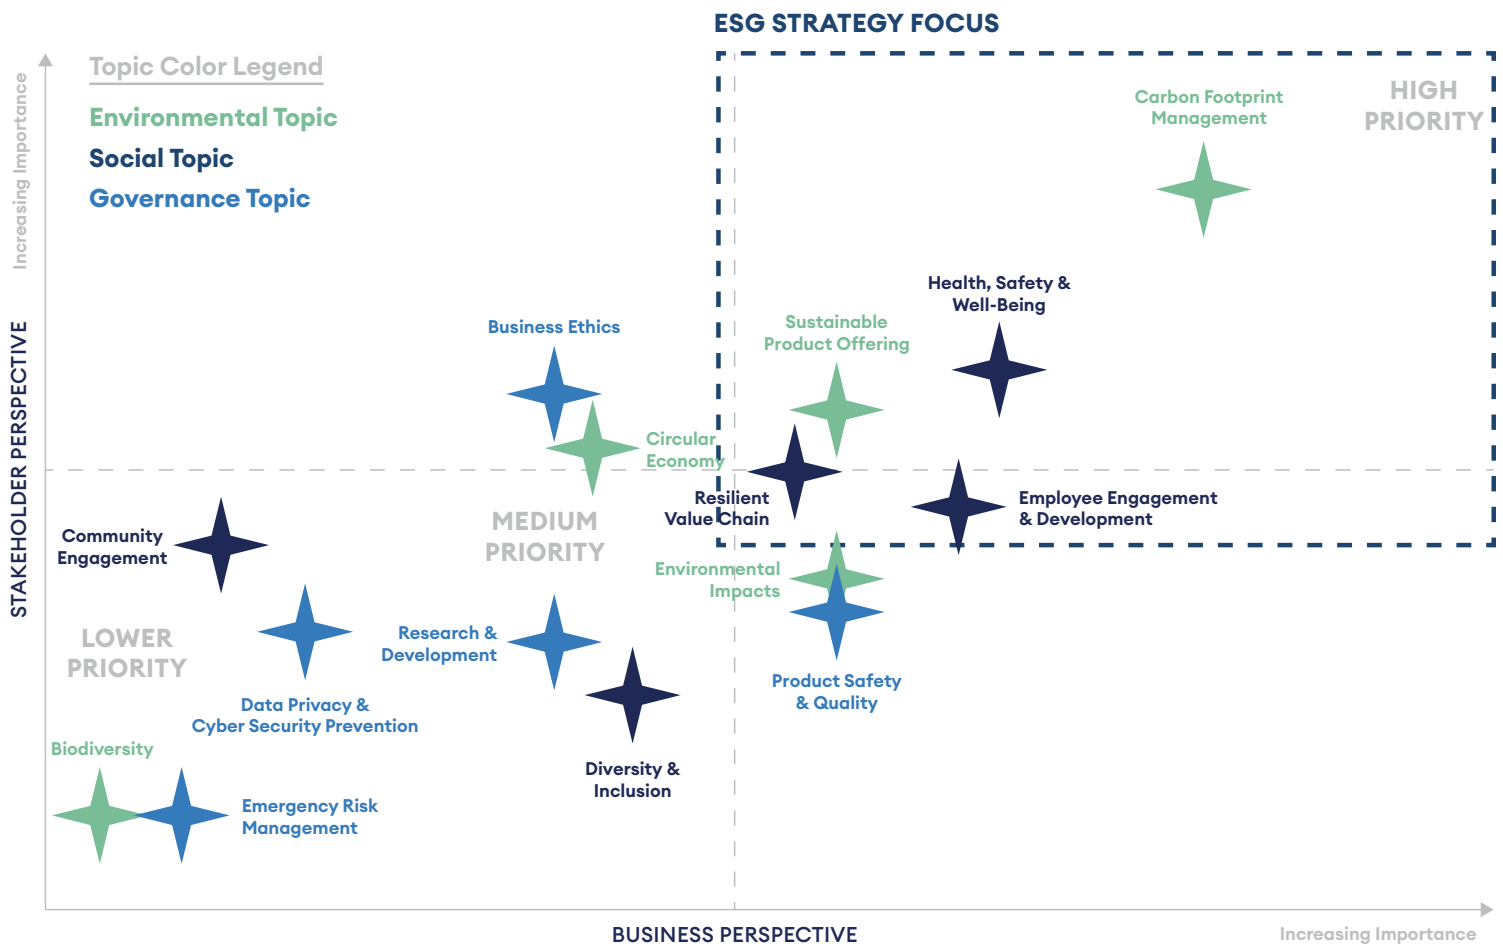 ESG STRATEGY FOCUS
Topic Color Legend
Environmental Topic
Social Topic
Governance Topic
Increasing Importance
STAKEHOLDER PERSPECTIVE
HIGH
PRIORITY
Carbon Footprint
Management
Health, Safety &
Well-Being
Sustainable
Product Offering
Business Ethics
Circular
Economy
Resilient
Value Chain
Employee Engagement
& Development
MEDIUM
PRIORITY
Community
Engagement
Environmental
Impacts
LOWER
PRIORITY
Research &
Development
Product Safety
& Quality
Data Privacy &
Cyber Security Prevention
Biodiversity
Diversity &
Inclusion
Emergency Risk
Management
BUSINESS PERSPECTIVE
Increasing Importance